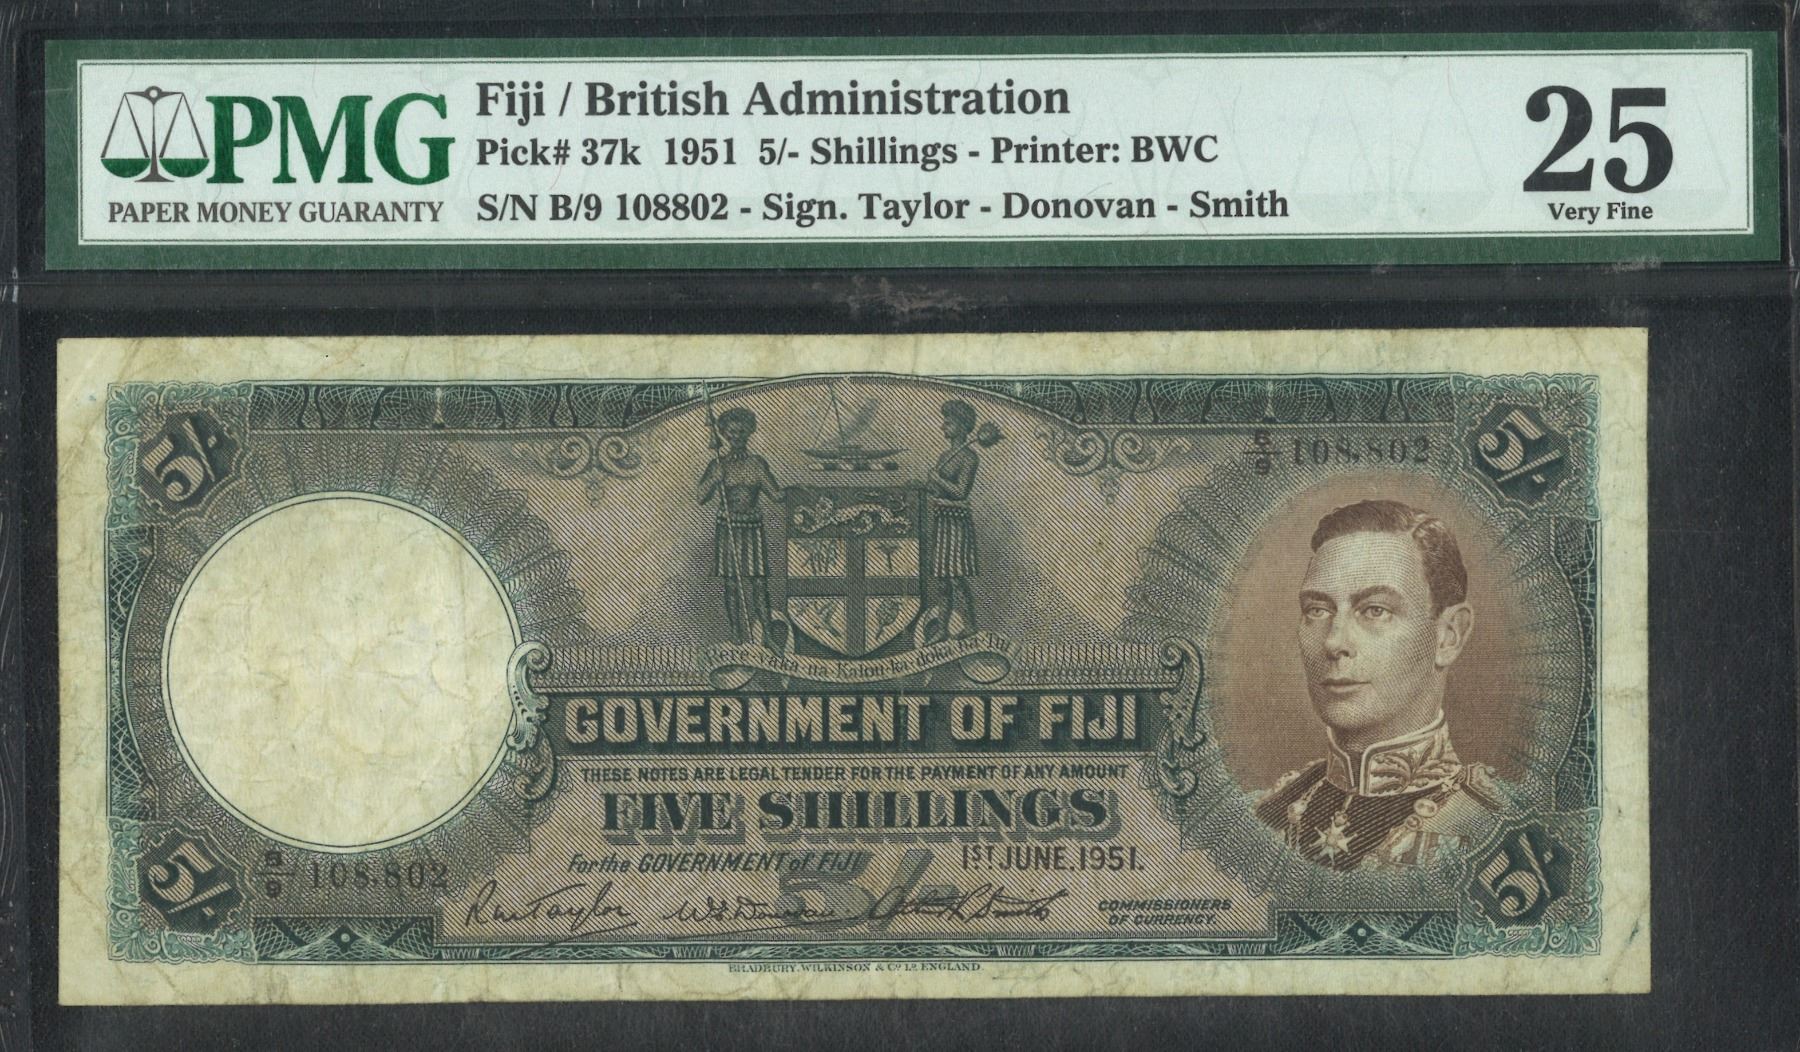 PMG
PAPER MONEY GUARANTY
Fiji / British Administration
Pick# 37k 1951 5/- Shillings - Printer: BWC
S/N B/9 108802 - Sign. Taylor - Donovan - Smith
25
Very Fine
5/-
5/-
B/9 108,802
GOVERNMENT OF FIJI
THESE NOTES ARE LEGAL TENDER FOR THE PAYMENT OF ANY AMOUNT
FIVE SHILLINGS
For the GOVERNMENT of FIJI
1ST JUNE, 1951.
5/-
B/9 108,802
5/-
5/-
COMMISSIONERS
OF CURRENCY.
BRADBURY, WILKINSON & Co. Ld. ENGLAND.